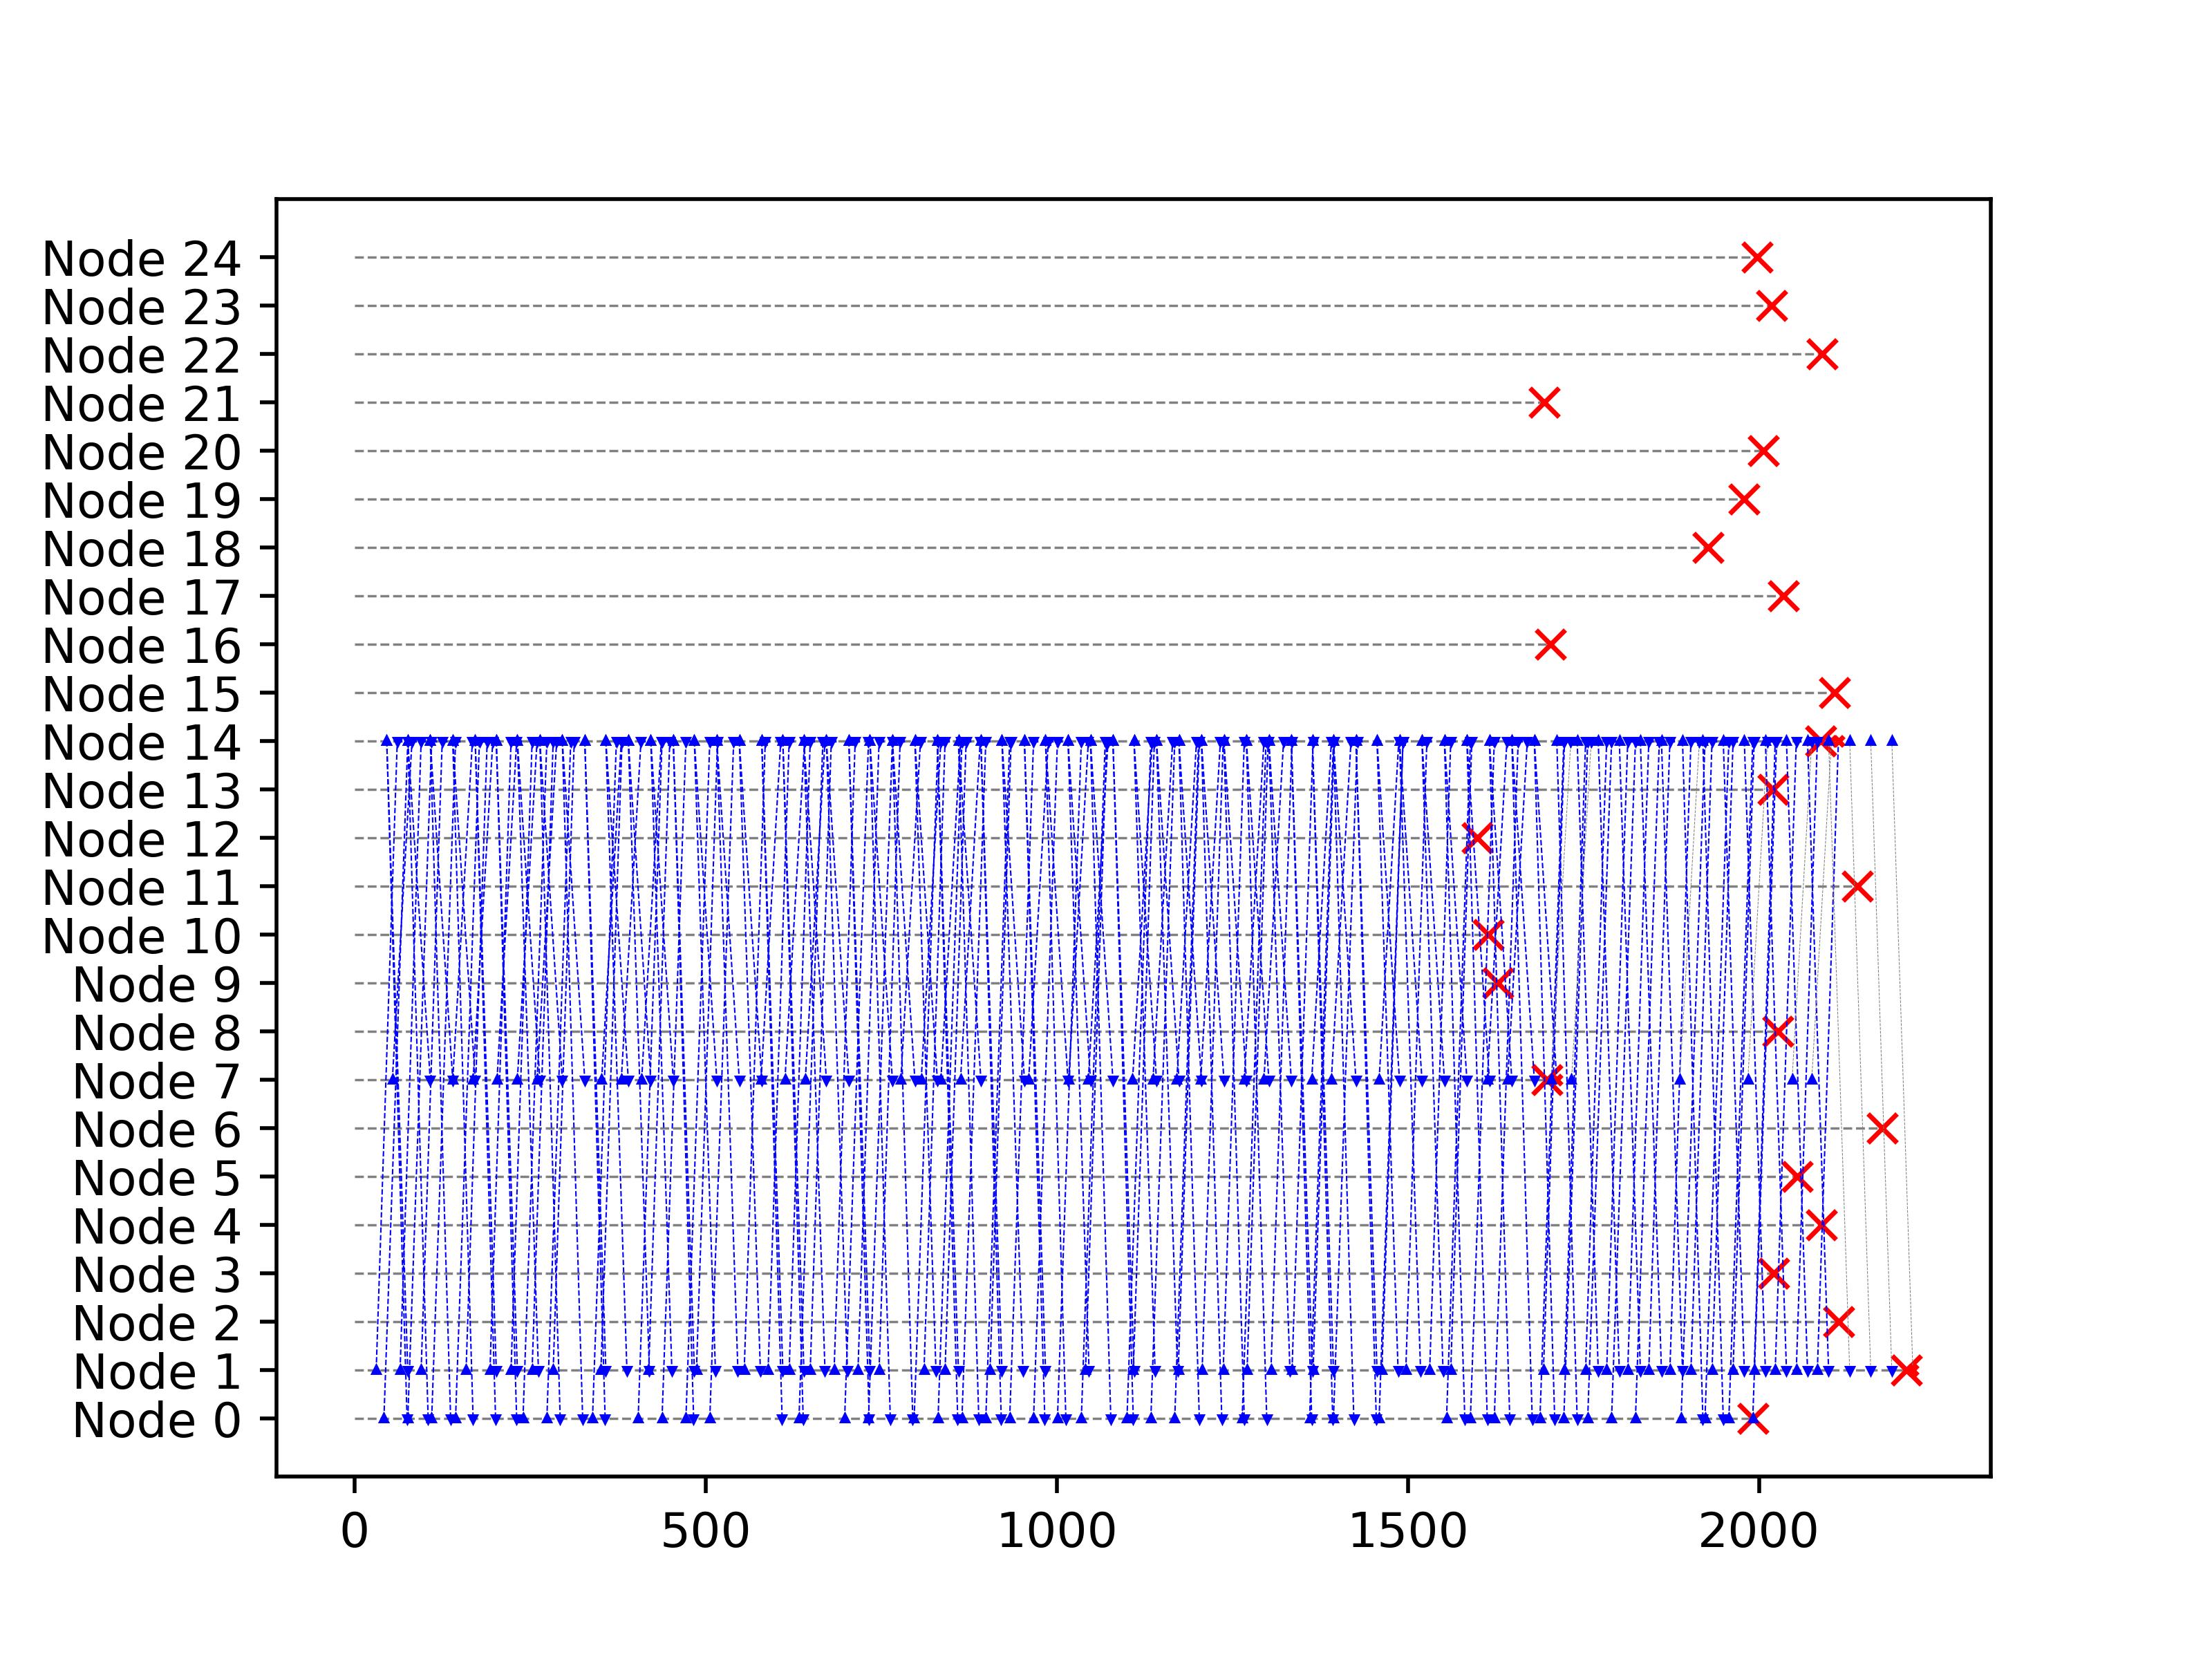 Node 24
Node 23
Node 22
Node 21
Node 20
Node 19
Node 18
Node 17
Node 16
Node 15
Node 14
Node 13
Node 12
Node 11
Node 10
Node 9
Node 8
Node 7
Node 6
Node 5
Node 4
Node 3
Node 2
Node 1
Node 0
0 500 1000 1500 2000